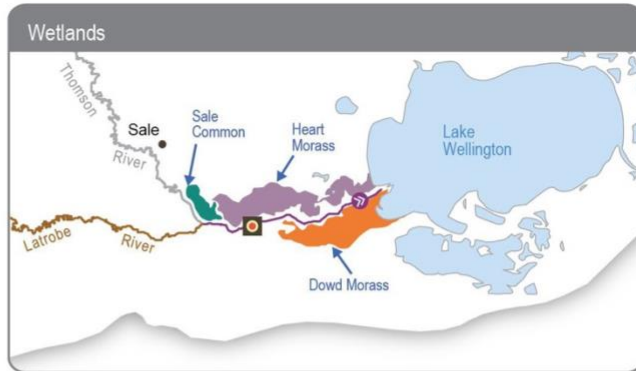 Wetlands
Thomson
River
Sale
Sale
Common
Heart
Morass
Lake
Wellington
Latrobe
River
Dowd Morass